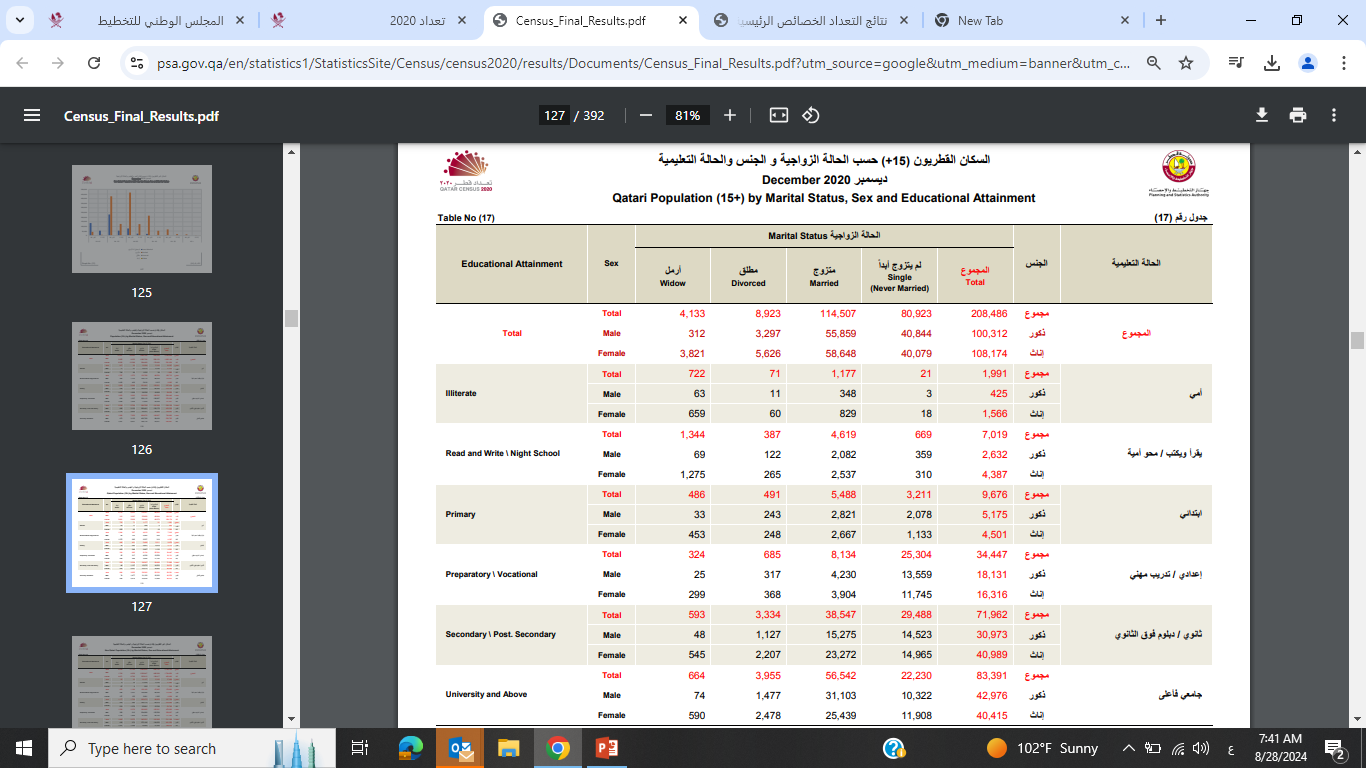 المجلس الوطني للتخطيط
تعداد 2020
Census_Final_Results.pdf
نتائج التعداد الخصائص الرئيسية
New Tab
psa.gov.qa/en/statistics1/StatisticsSite/Census/census2020/results/Documents/Census_Final_Results.pdf?utm_source=google&utm_medium=banner&utm_c...
Census_Final_Results.pdf
127 / 392
81%
125
126
127
تعداد قطر ٢٠٢٠
QATAR CENSUS 2020
السكان القطريون (15+) حسب الحالة الزواجية و الجنس والحالة التعليمية
ديسمبر December 2020
Qatari Population (15+) by Marital Status, Sex and Educational Attainment
جهاز التخطيط والإحصاء
Planning and Statistics Authority
Table No (17)
جدول رقم (17)
Educational Attainment Sex Marital Status الحالة الزواجية الجنس الحالة التعليمية
أرمل مطلق متزوج لم يتزوج أبداً المجموع
Widow Divorced Married Single (Never Married) Total
Total Total 4,133 8,923 114,507 80,923 208,486 مجموع المجموع
Male 312 3,297 55,859 40,844 100,312 ذكور
Female 3,821 5,626 58,648 40,079 108,174 إناث
Illiterate Total 722 71 1,177 21 1,991 مجموع أمي
Male 63 11 348 3 425 ذكور
Female 659 60 829 18 1,566 إناث
Read and Write \ Night School Total 1,344 387 4,619 669 7,019 مجموع يقرأ ويكتب / محو أمية
Male 69 122 2,082 359 2,632 ذكور
Female 1,275 265 2,537 310 4,387 إناث
Primary Total 486 491 5,488 3,211 9,676 مجموع ابتدائي
Male 33 243 2,821 2,078 5,175 ذكور
Female 453 248 2,667 1,133 4,501 إناث
Preparatory \ Vocational Total 324 685 8,134 25,304 34,447 مجموع إعدادي / تدريب مهني
Male 25 317 4,230 13,559 18,131 ذكور
Female 299 368 3,904 11,745 16,316 إناث
Secondary \ Post. Secondary Total 593 3,334 38,547 29,488 71,962 مجموع ثانوي / دبلوم فوق الثانوي
Male 48 1,127 15,275 14,523 30,973 ذكور
Female 545 2,207 23,272 14,965 40,989 إناث
University and Above Total 664 3,955 56,542 22,230 83,391 مجموع جامعي فأعلى
Male 74 1,477 31,103 10,322 42,976 ذكور
Female 590 2,478 25,439 11,908 40,415 إناث
Type here to search
102°F Sunny
ع
7:41 AM
8/28/2024
2